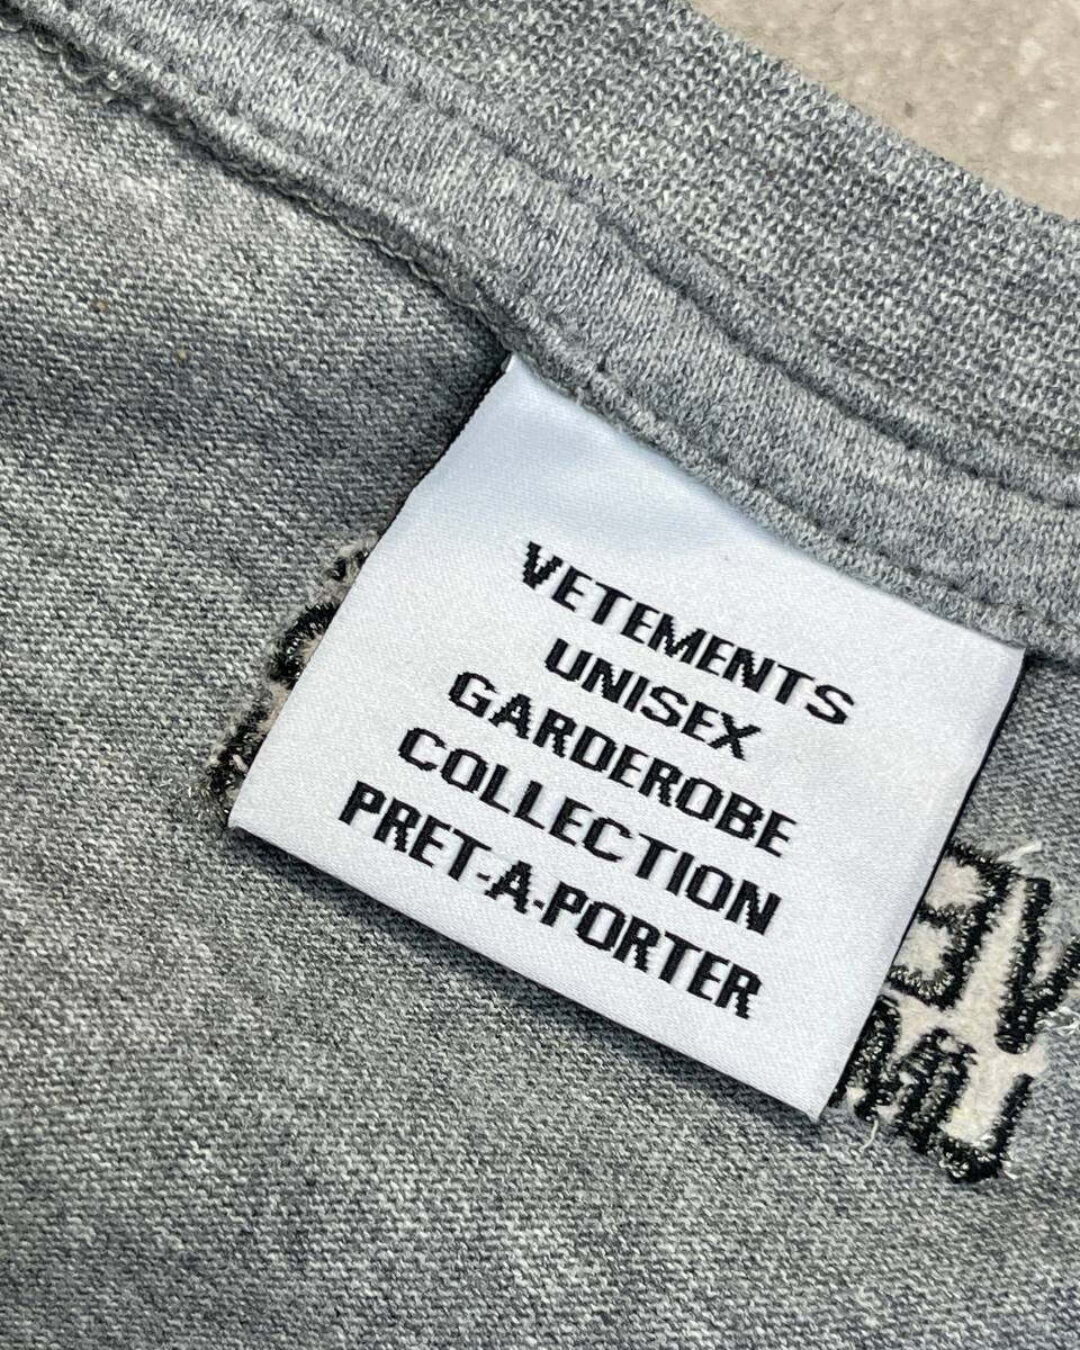 VETEMENTS
UNISEX
GARDEROBE
COLLECTION
PRET-A-PORTER